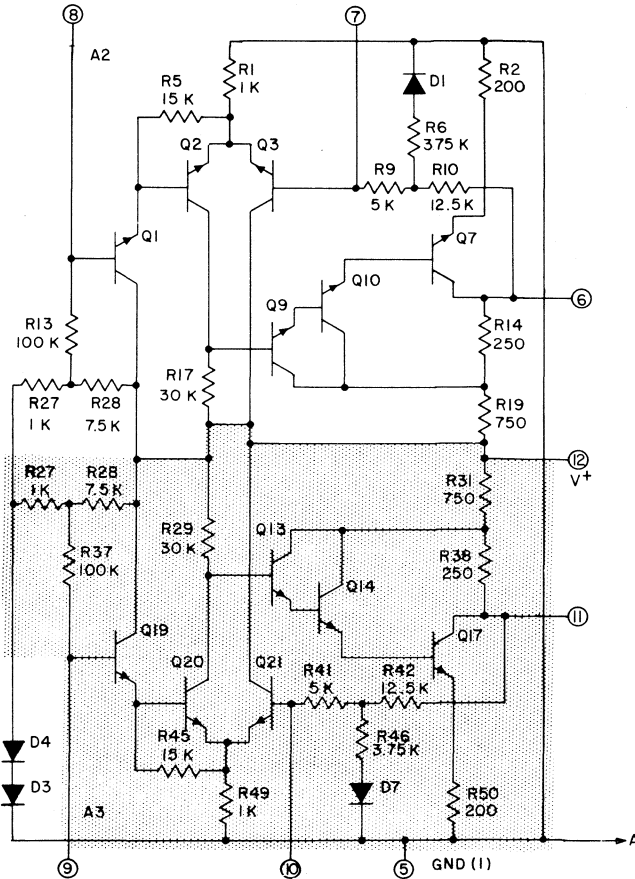 8
7
A2
R5
15 K
R1
1K
D1
R2
200
R6
3.75 K
Q2
Q3
R9
5 K
R10
12.5K
Q1
Q7
Q10
6
R13
100 K
Q9
R14
250
R17
30 K
R27
1 K
R28
7.5 K
R19
750
12
V+
R27
1K
R28
7.5 K
R31
750
R29
30 K
Q13
R37
100 K
R38
250
Q14
11
Q19
Q17
Q20
Q21
R41
5 K
R42
12.5 K
R45
15 K
R46
3.75K
D4
D7
R49
1K
R50
200
D3
A3
A
9
10
5
GND (1)